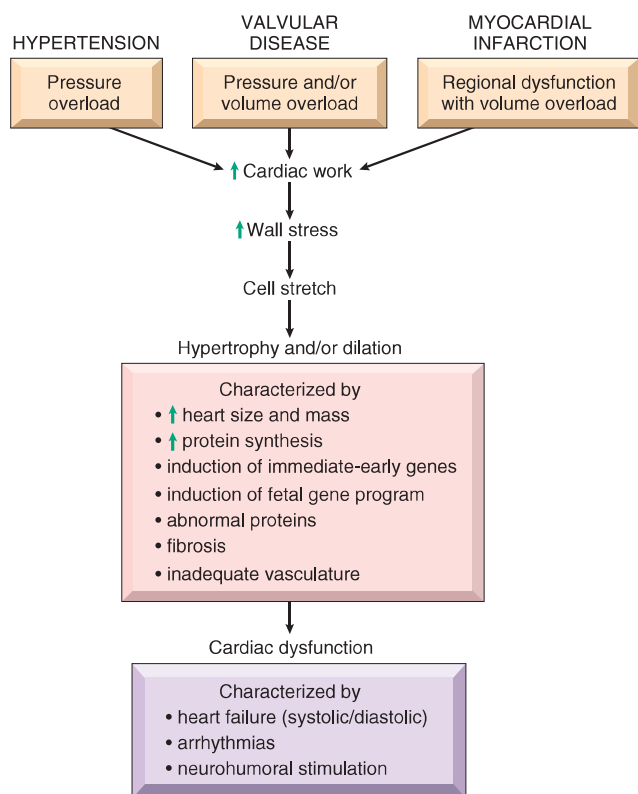 HYPERTENSION
VALVULAR
DISEASE
MYOCARDIAL
INFARCTION
Pressure
overload
Pressure and/or
volume overload
Regional dysfunction
with volume overload
↑ Cardiac work
↑ Wall stress
Cell stretch
Hypertrophy and/or dilation
Characterized by
• ↑ heart size and mass
• ↑ protein synthesis
• induction of immediate-early genes
• induction of fetal gene program
• abnormal proteins
• fibrosis
• inadequate vasculature
Cardiac dysfunction
Characterized by
• heart failure (systolic/diastolic)
• arrhythmias
• neurohumoral stimulation